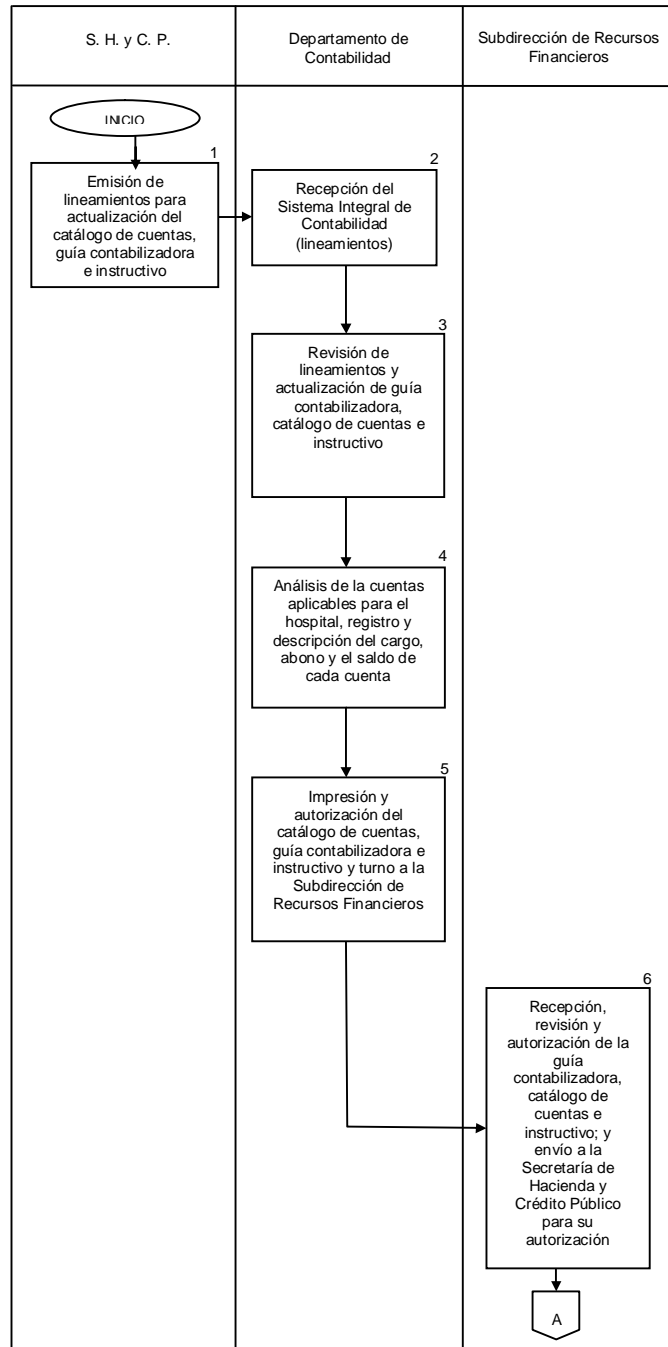 S. H. y C. P.
Departamento de
Contabilidad
Subdirección de Recursos
Financieros
INICIO
1
Emisión de
lineamientos para
actualización del
catálogo de cuentas,
guía contabilizadora
e instructivo
2
Recepción del
Sistema Integral de
Contabilidad
(lineamientos)
3
Revisión de
lineamientos y
actualización de guía
contabilizadora,
catálogo de cuentas e
instructivo
4
Análisis de la cuentas
aplicables para el
hospital, registro y
descripción del cargo,
abono y el saldo de
cada cuenta
5
Impresión y
autorización del
catálogo de cuentas,
guía contabilizadora e
instructivo y turno a la
Subdirección de
Recursos Financieros
6
Recepción,
revisión y
autorización de la
guía
contabilizadora,
catálogo de
cuentas e
instructivo; y
envío a la
Secretaría de
Hacienda y
Crédito Público
para su
autorización
A